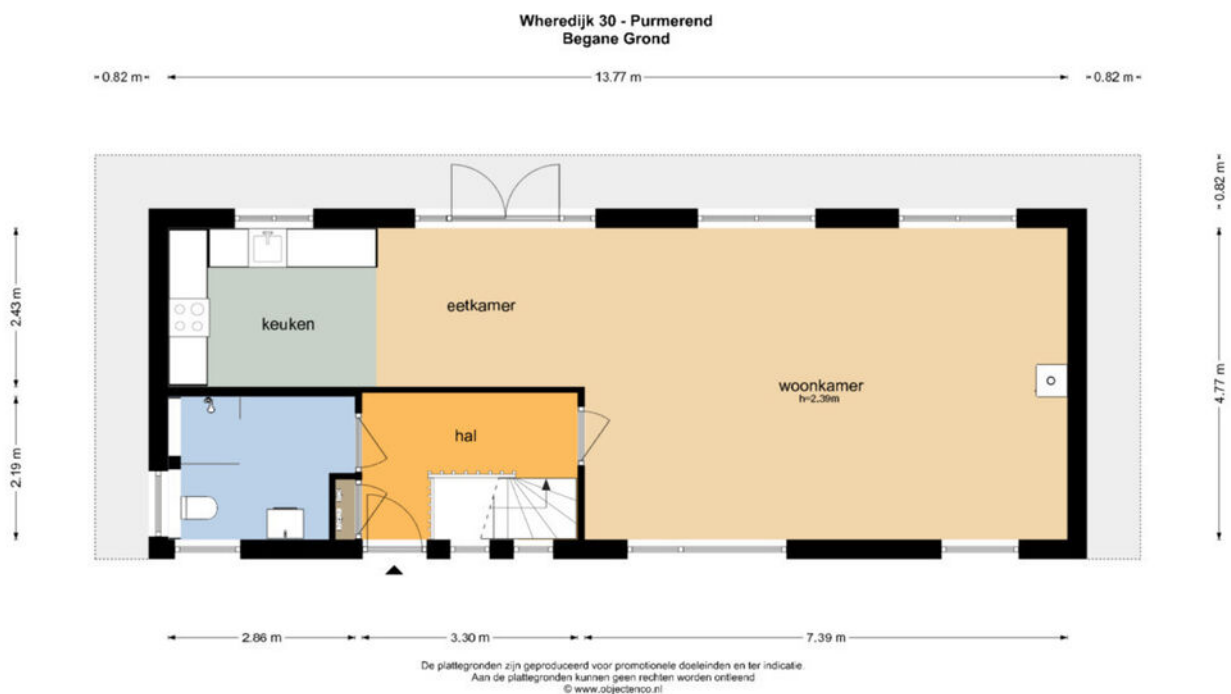 Wheredijk 30 - Purmerend
Begane Grond
0.82 m
13.77 m
0.82 m
0.82 m
2.43 m
keuken
eetkamer
woonkamer
h=2.39m
4.77 m
2.19 m
hal
2.86 m
3.30 m
7.39 m
De plattegronden zijn geproduceerd voor promotionele doeleinden en ter indicatie.
Aan de plattegronden kunnen geen rechten worden ontleend
© www.objectenco.nl